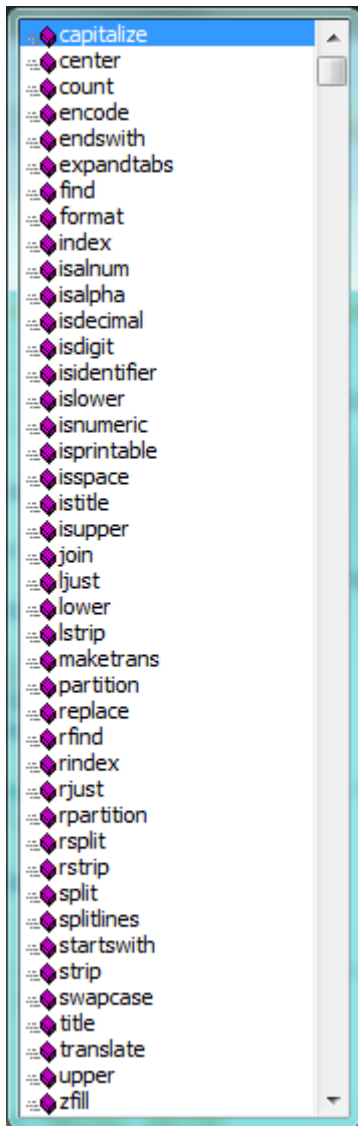 capitalize
center
count
encode
endswith
expandtabs
find
format
index
isalnum
isalpha
isdecimal
isdigit
isidentifier
islower
isnumeric
isprintable
isspace
istitle
isupper
join
ljust
lower
lstrip
maketrans
partition
replace
rfind
rindex
rjust
rpartition
rsplit
rstrip
split
splitlines
startswith
strip
swapcase
title
translate
upper
zfill